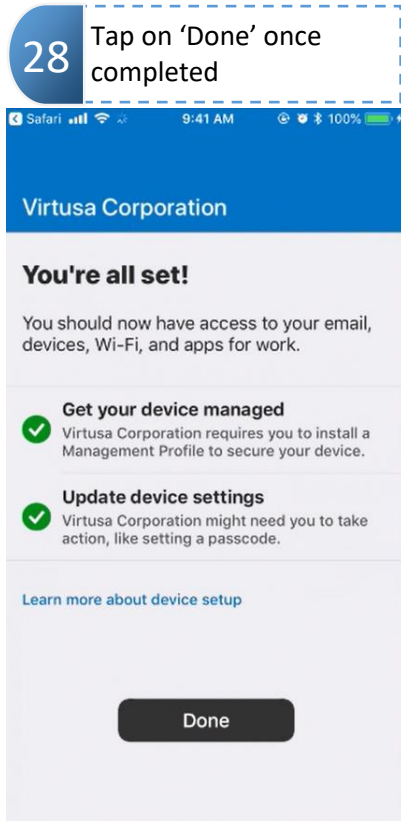 28
Tap on ‘Done’ once
completed
Safari 9:41 AM 100%
Virtusa Corporation
You're all set!
You should now have access to your email,
devices, Wi-Fi, and apps for work.
Get your device managed
Virtusa Corporation requires you to install a
Management Profile to secure your device.
Update device settings
Virtusa Corporation might need you to take
action, like setting a passcode.
Learn more about device setup
Done